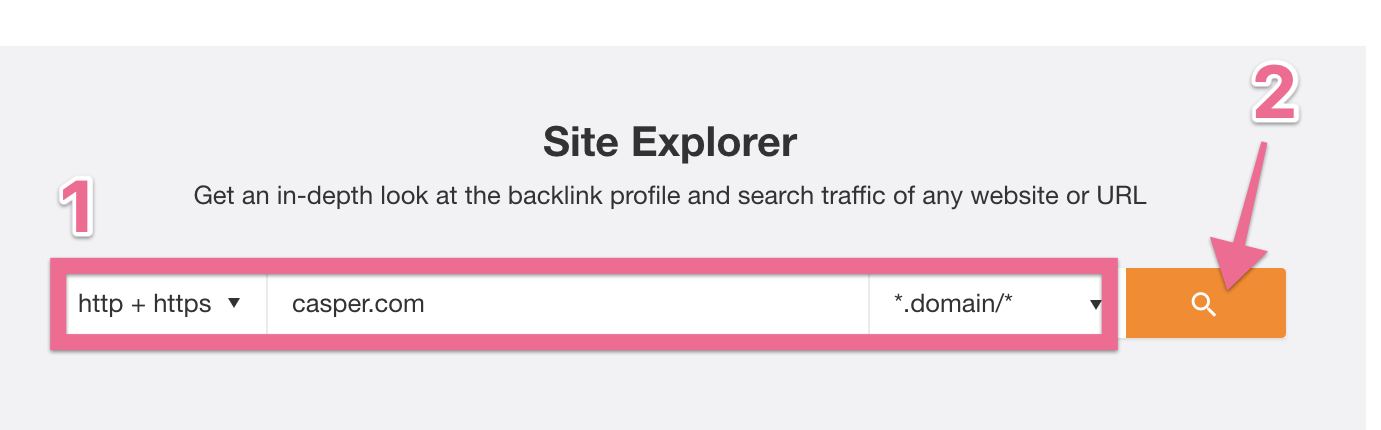 2
Site Explorer
1
Get an in-depth look at the backlink profile and search traffic of any website or URL
http + https casper.com *.domain/*